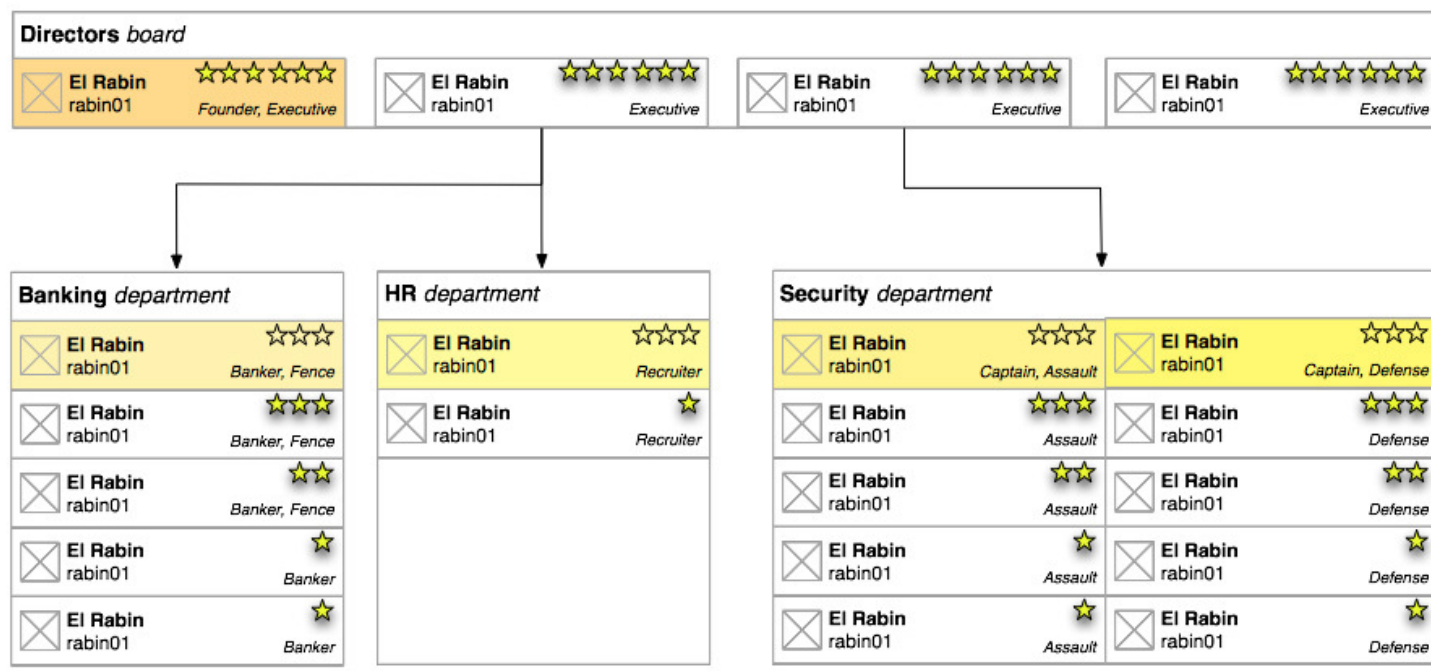 Directors board
El Rabin
rabin01
Founder, Executive
El Rabin
rabin01
Executive
El Rabin
rabin01
Executive
El Rabin
rabin01
Executive
Banking department
El Rabin
rabin01
Banker, Fence
El Rabin
rabin01
Banker, Fence
El Rabin
rabin01
Banker, Fence
El Rabin
rabin01
Banker
El Rabin
rabin01
Banker
HR department
El Rabin
rabin01
Recruiter
El Rabin
rabin01
Recruiter
Security department
El Rabin
rabin01
Captain, Assault
El Rabin
rabin01
Captain, Defense
El Rabin
rabin01
Assault
El Rabin
rabin01
Defense
El Rabin
rabin01
Assault
El Rabin
rabin01
Defense
El Rabin
rabin01
Assault
El Rabin
rabin01
Defense
El Rabin
rabin01
Assault
El Rabin
rabin01
Defense